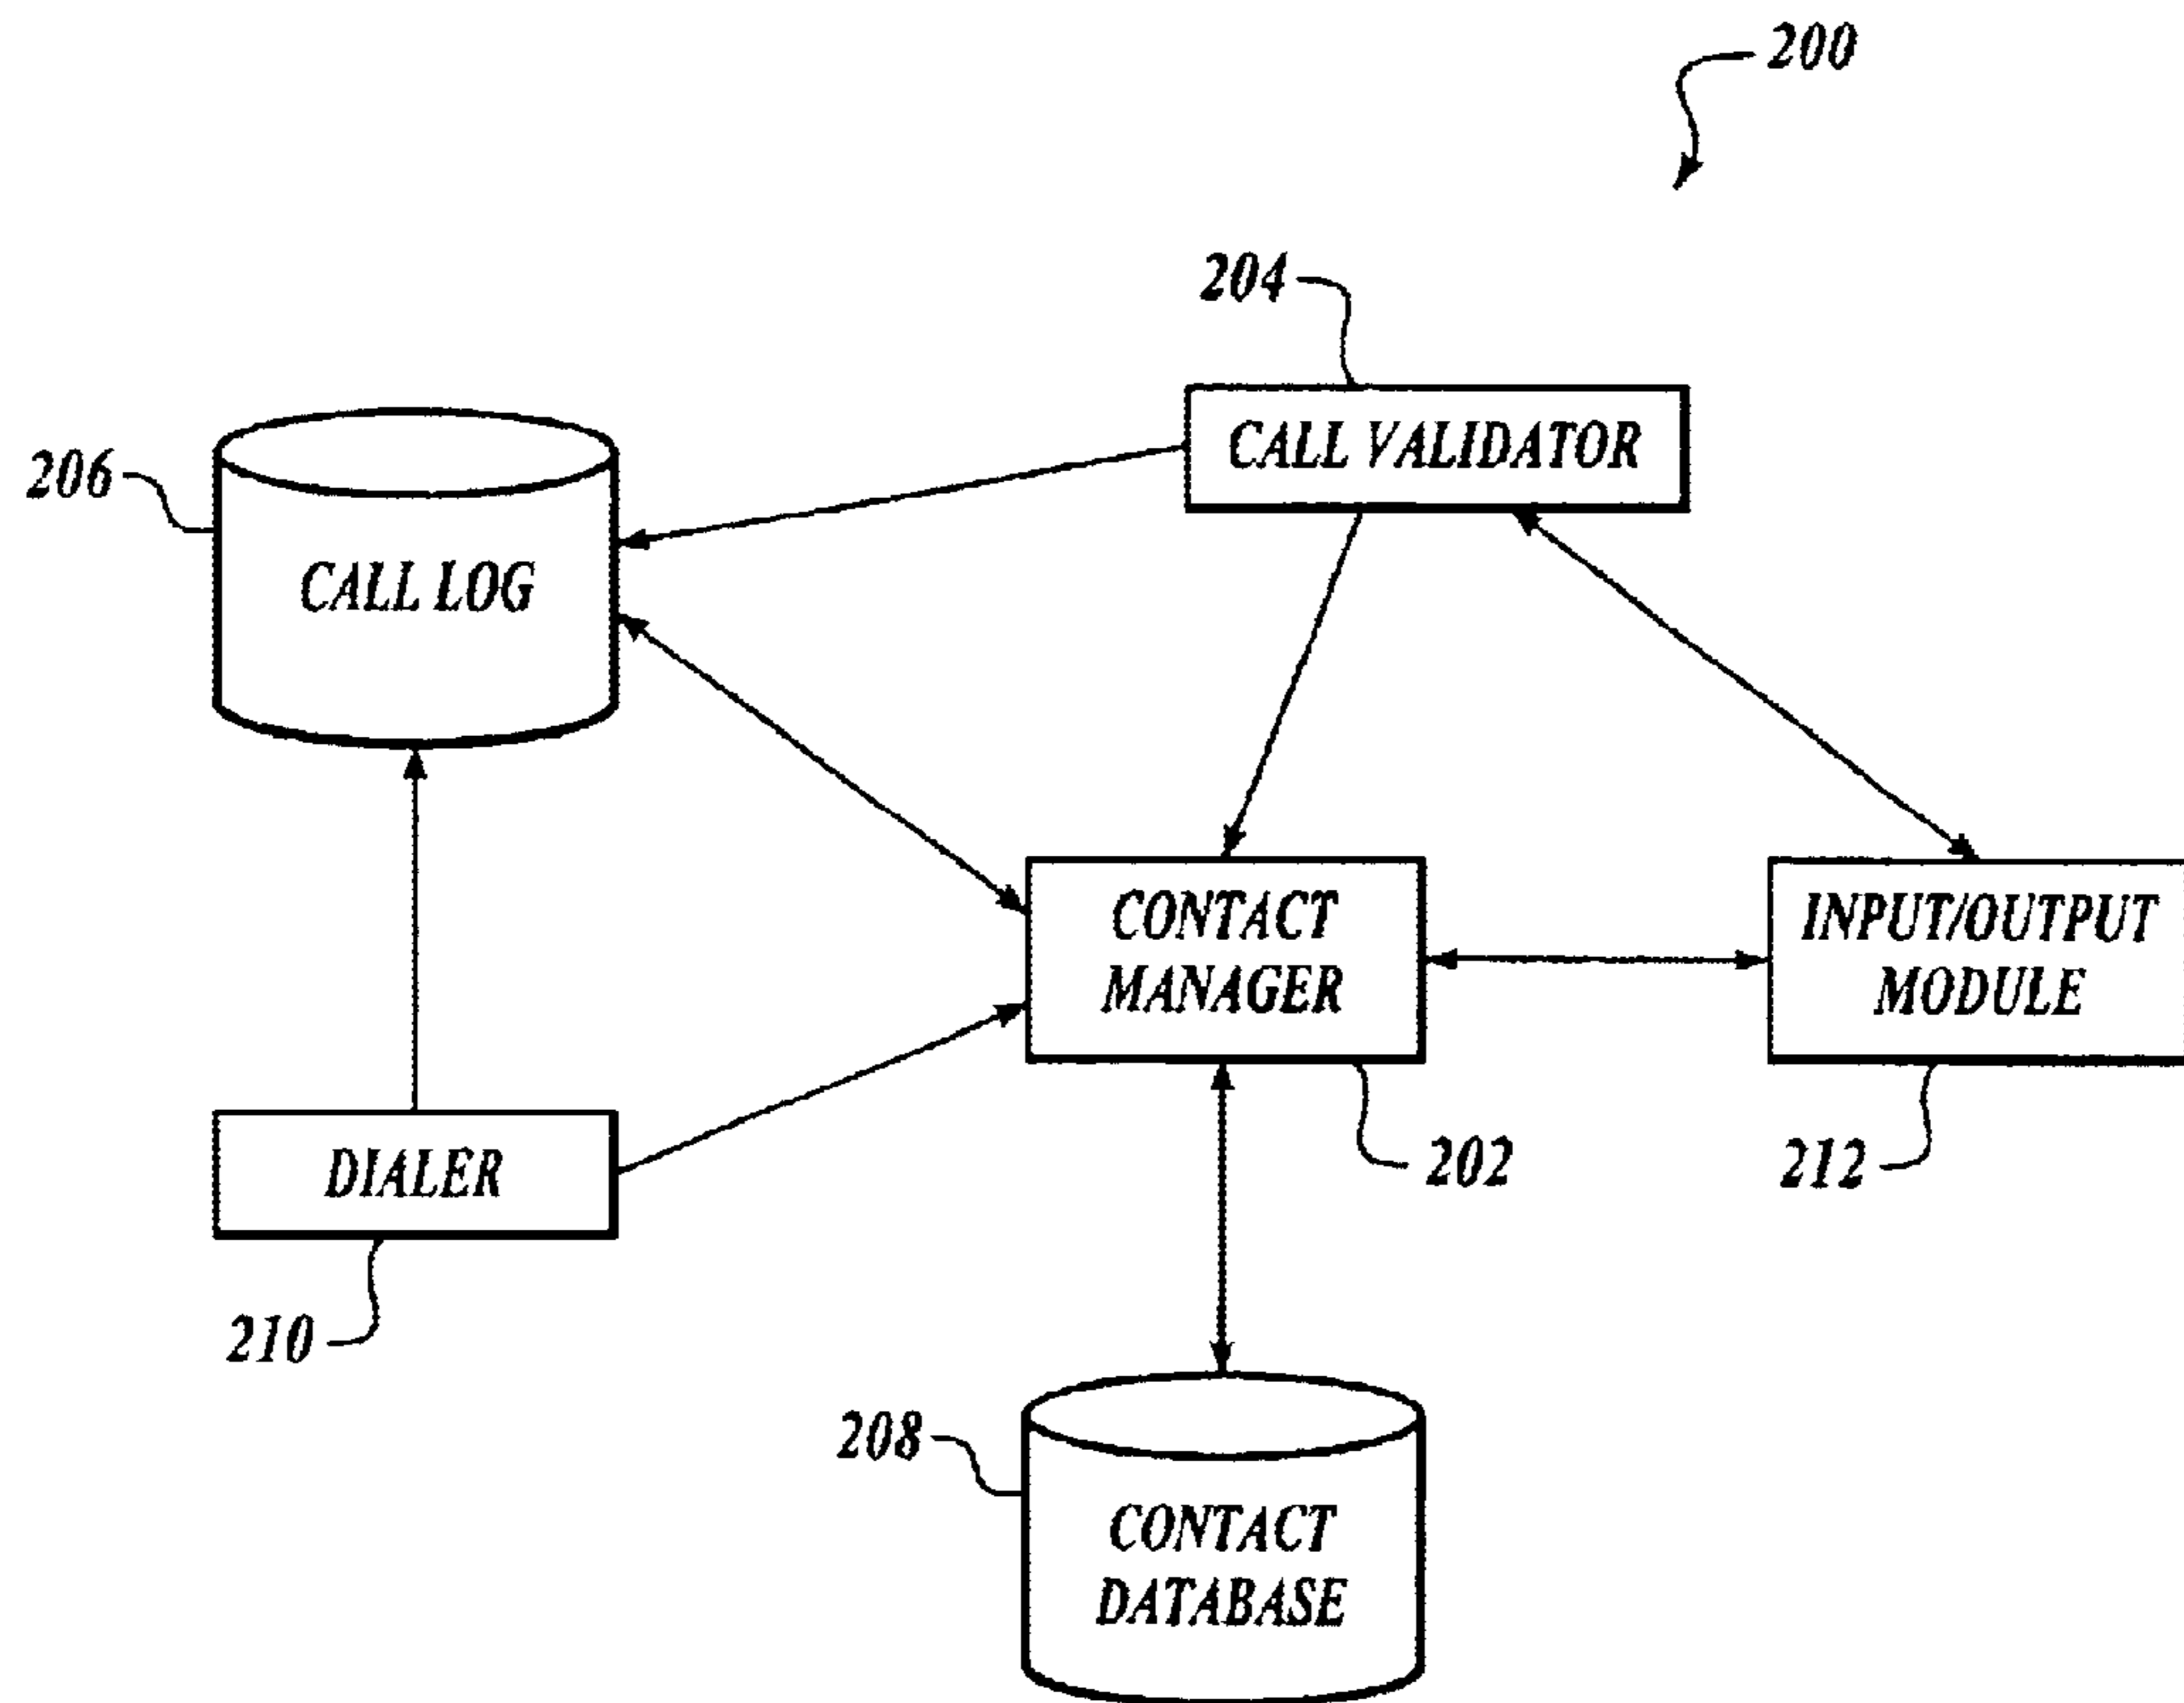 200
204
CALL VALIDATOR
206
CALL LOG
CONTACT
MANAGER
INPUT/OUTPUT
MODULE
DIALER
202
212
210
208
CONTACT
DATABASE